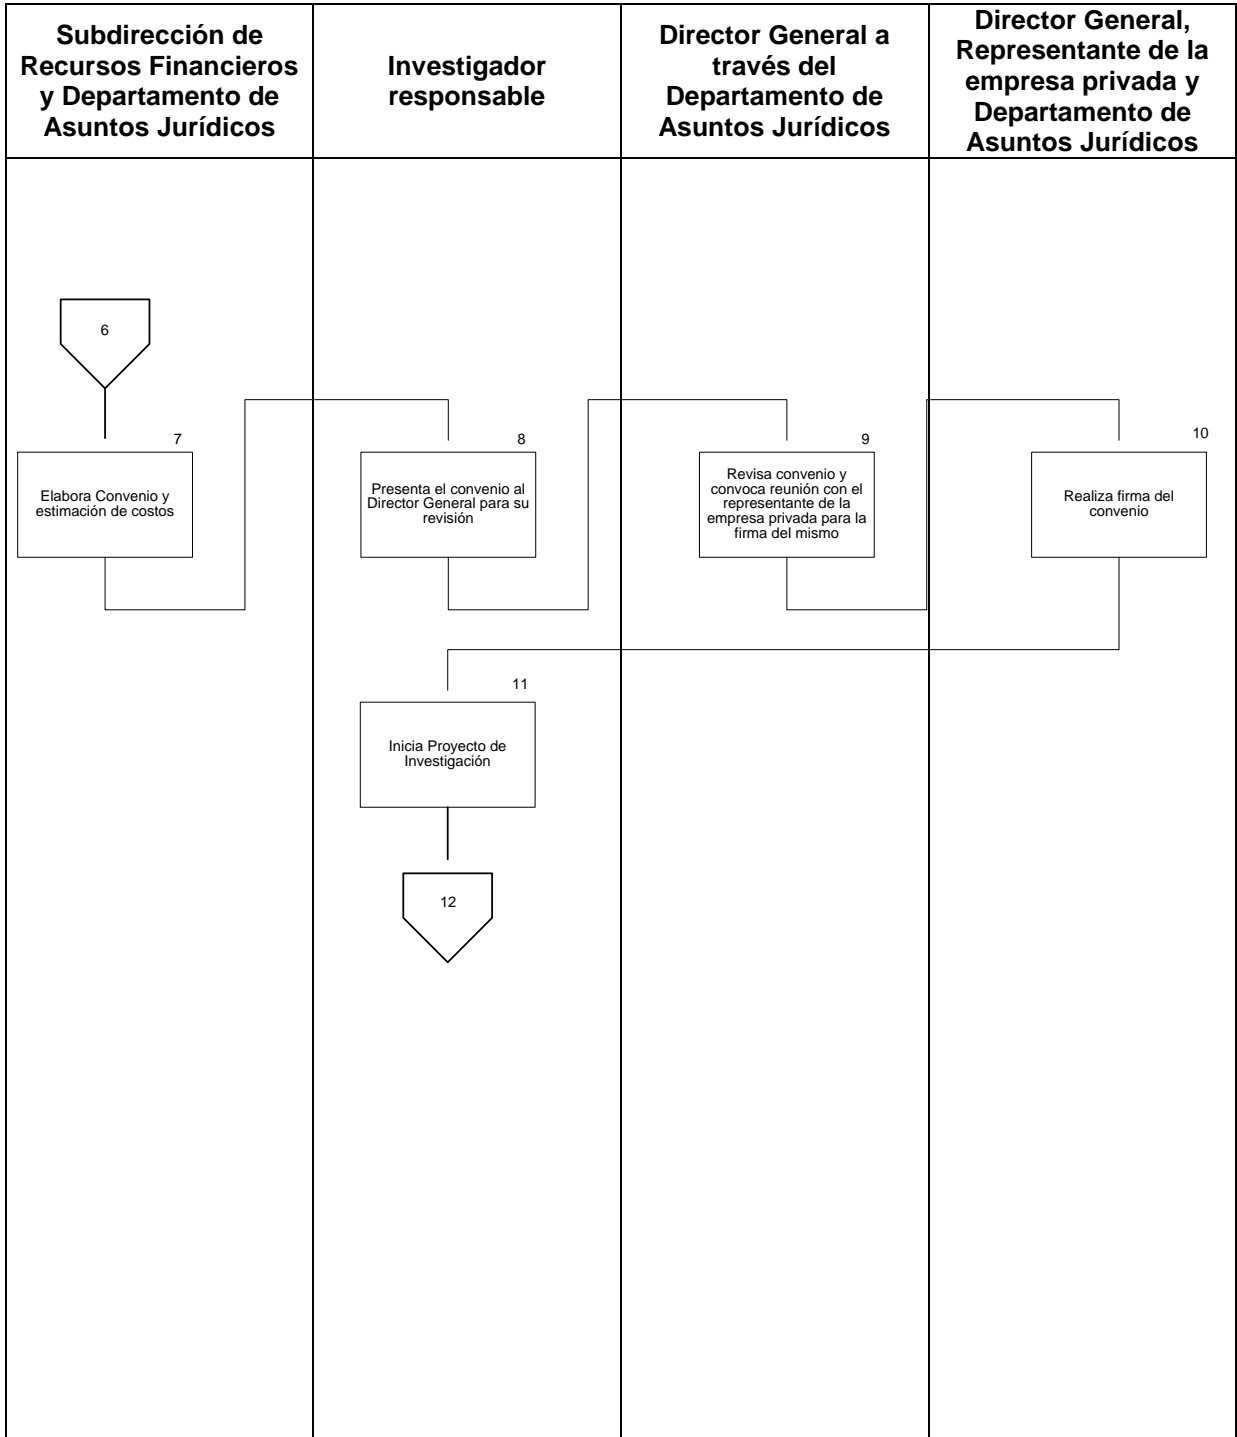 Subdirección de
Recursos Financieros
y Departamento de
Asuntos Jurídicos
Investigador
responsable
Director General a
través del
Departamento de
Asuntos Jurídicos
Director General,
Representante de la
empresa privada y
Departamento de
Asuntos Jurídicos
6
7
Elabora Convenio y
estimación de costos
8
Presenta el convenio al
Director General para su
revisión
9
Revisa convenio y
convoca reunión con el
representante de la
empresa privada para la
firma del mismo
10
Realiza firma del
convenio
11
Inicia Proyecto de
Investigación
12